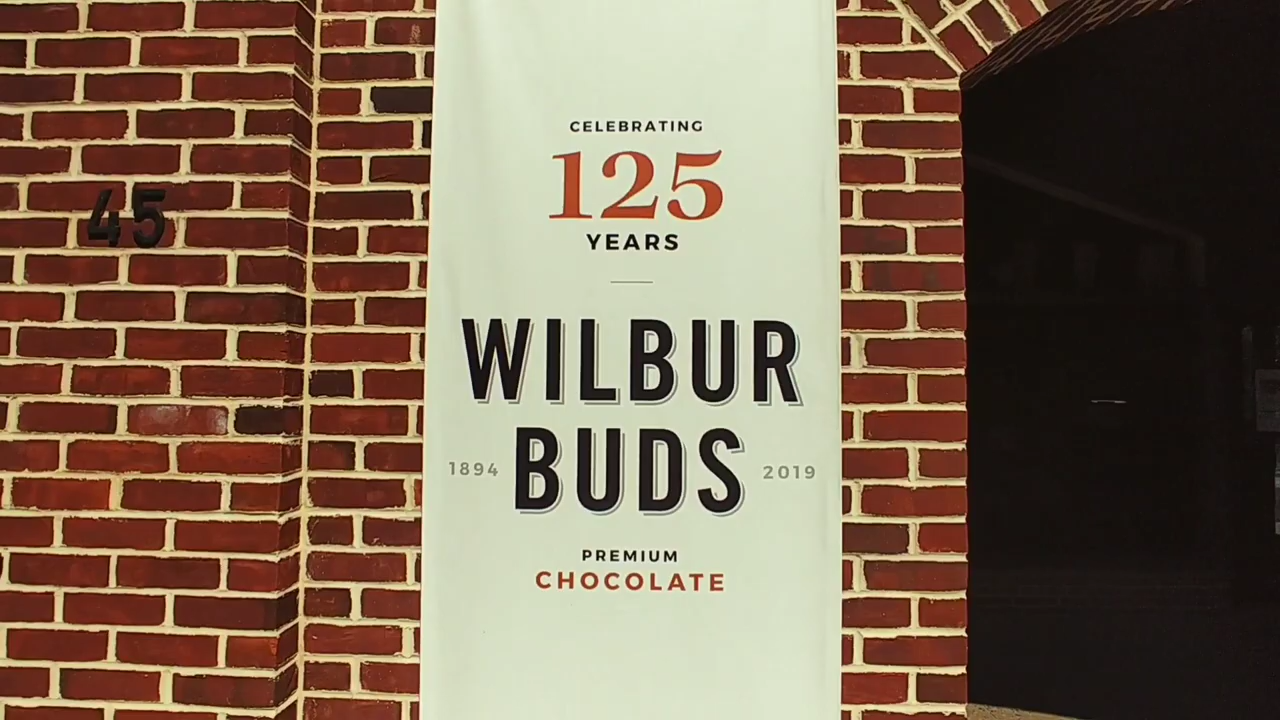 45
CELEBRATING
125
YEARS
WILBUR
1894 BUDS 2019
PREMIUM
CHOCOLATE